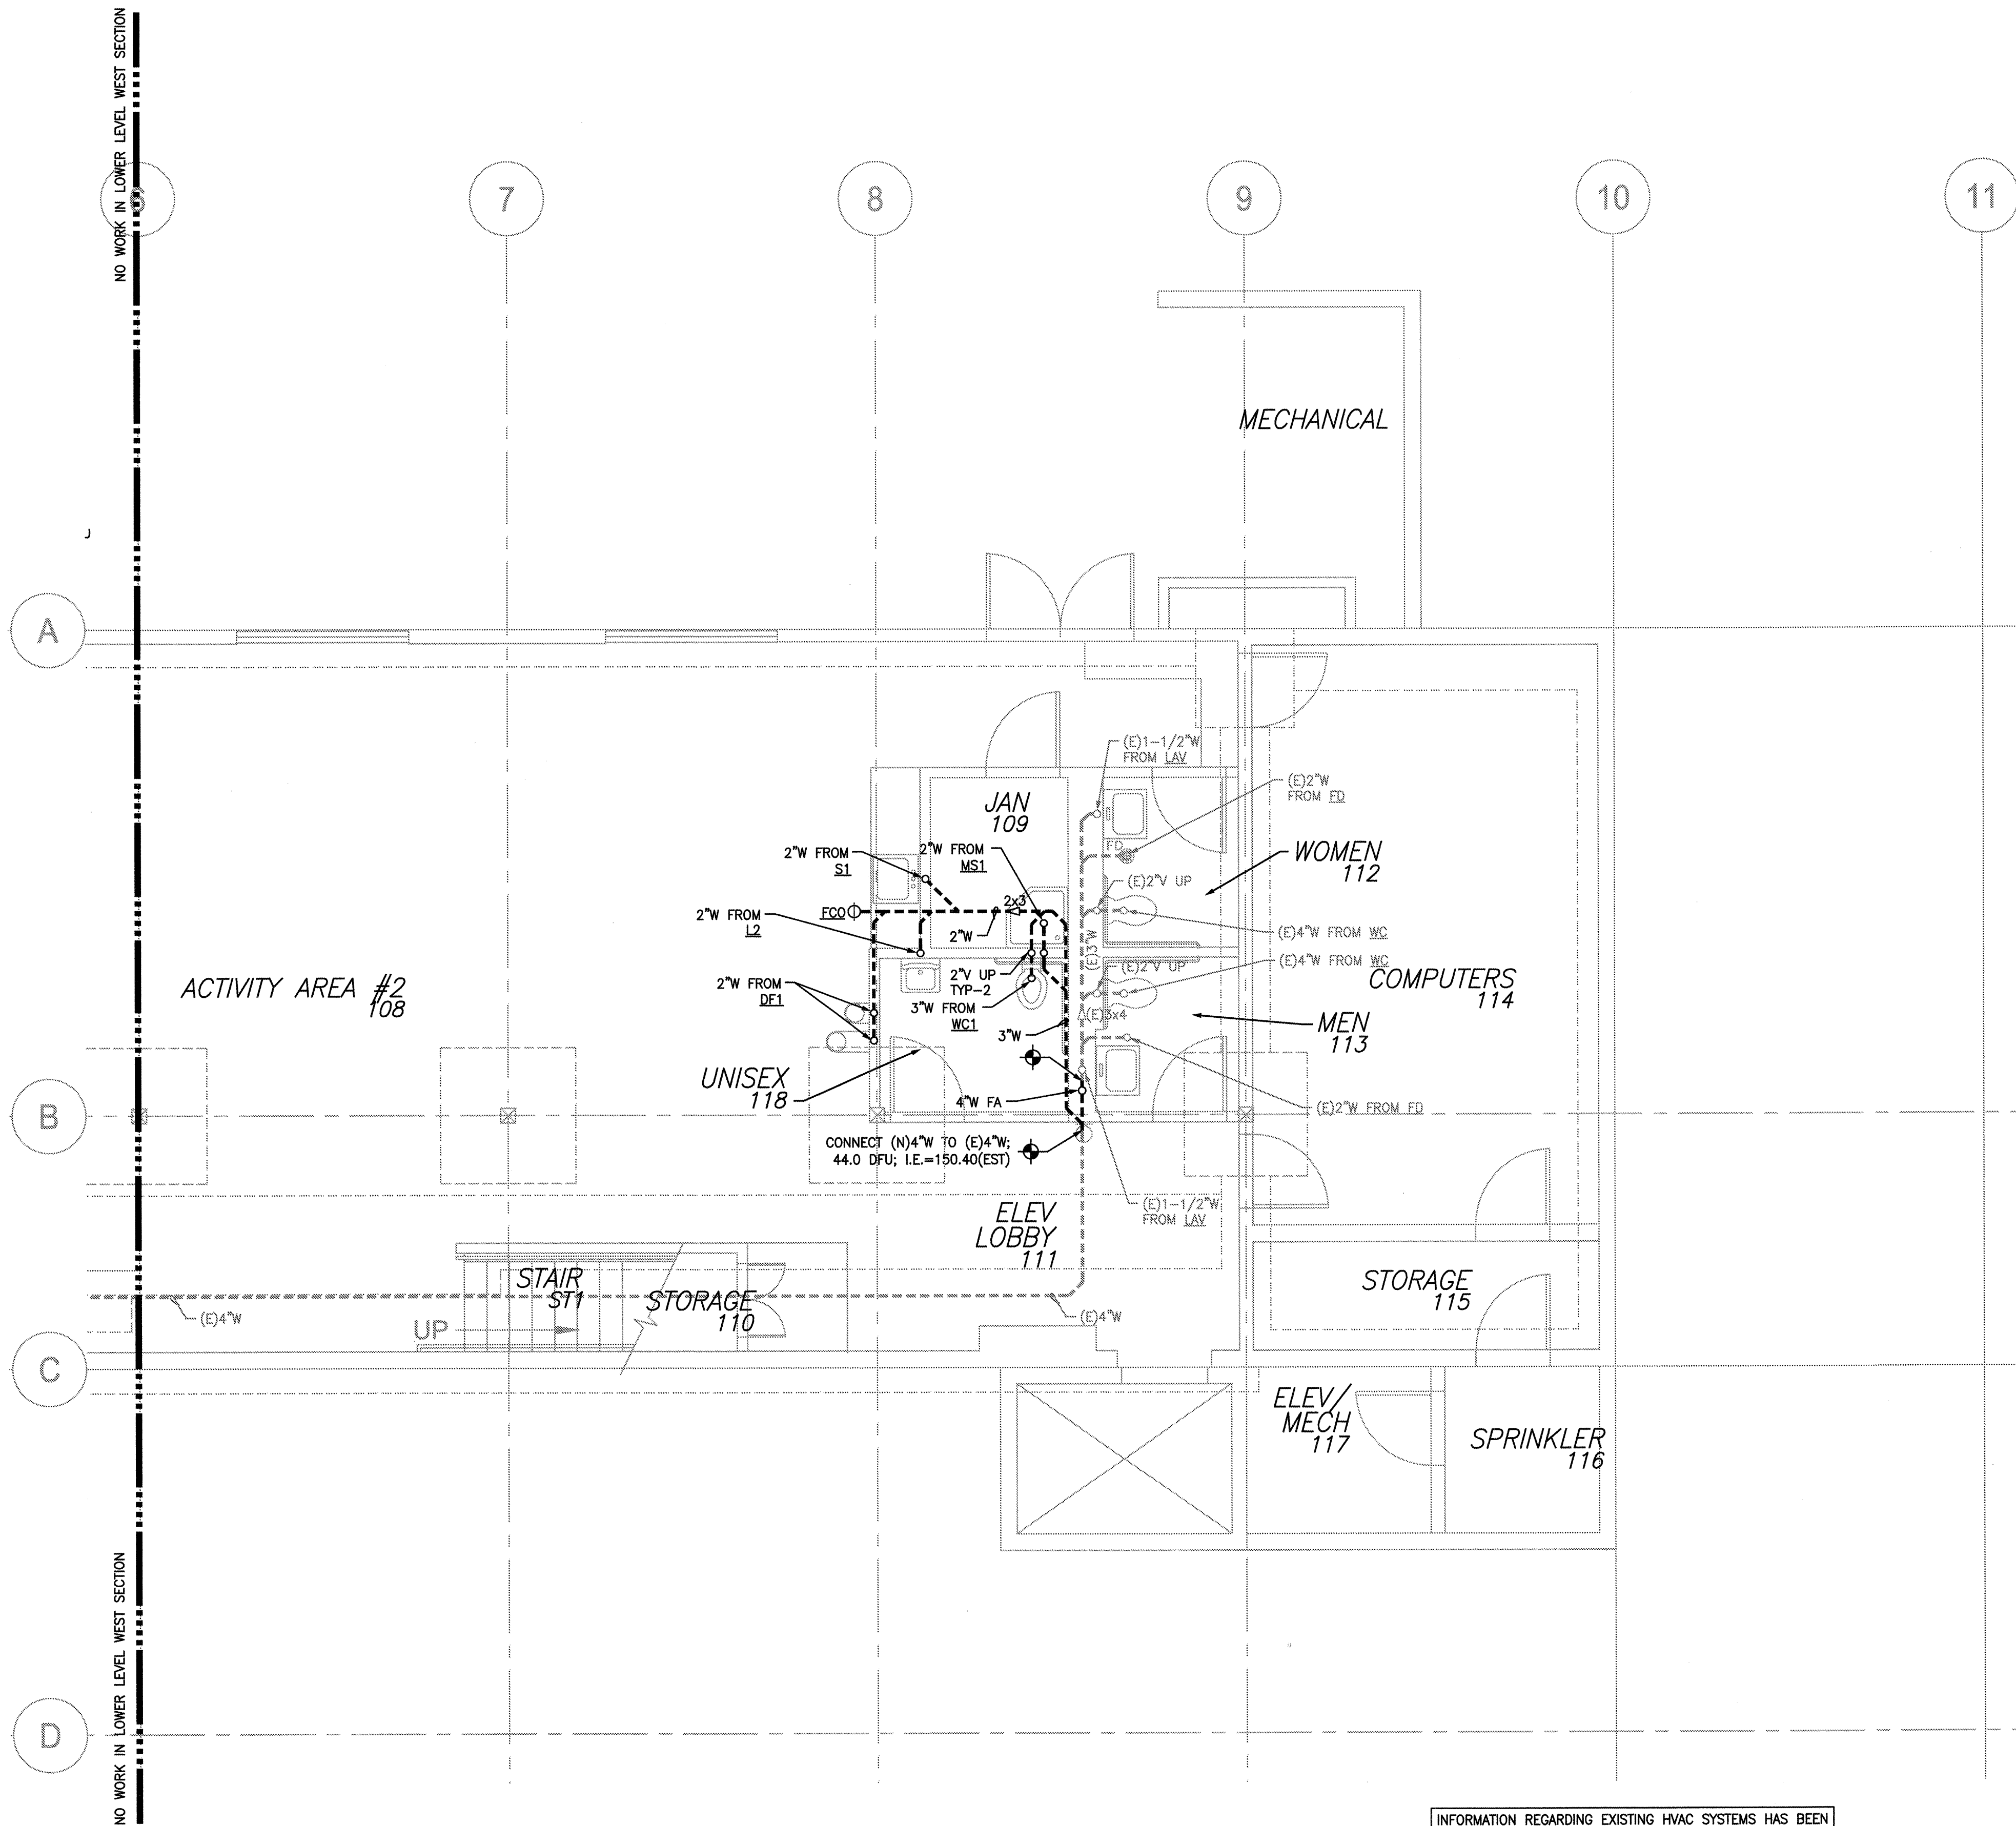 NO WORK IN LOWER LEVEL WEST SECTION
6
7
8
9
10
11
MECHANICAL
J
A
(E)1-1/2"W
FROM LAV
(E)2"W
FROM FD
JAN
109
2"W FROM
MS1
2"W FROM
S1
FD
WOMEN
112
(E)2"V UP
2x3
FCO
2"W FROM
L2
2"W
(E)4"W FROM WC
(E)3"W
(E)4"W FROM WC
(E)2"V UP
COMPUTERS
114
ACTIVITY AREA #2
108
2"V UP
TYP-2
2"W FROM
DF1
3"W FROM
WC1
(E)3x4
MEN
113
3"W
UNISEX
118
4"W FA
(E)2"W FROM FD
B
CONNECT (N)4"W TO (E)4"W;
44.0 DFU; I.E.=150.40(EST)
(E)1-1/2"W
FROM LAV
ELEV
LOBBY
111
STAIR
ST1
STORAGE
110
STORAGE
115
(E)4"W
(E)4"W
UP
C
ELEV/
MECH
117
SPRINKLER
116
NO WORK IN LOWER LEVEL WEST SECTION
D
INFORMATION REGARDING EXISTING HVAC SYSTEMS HAS BEEN